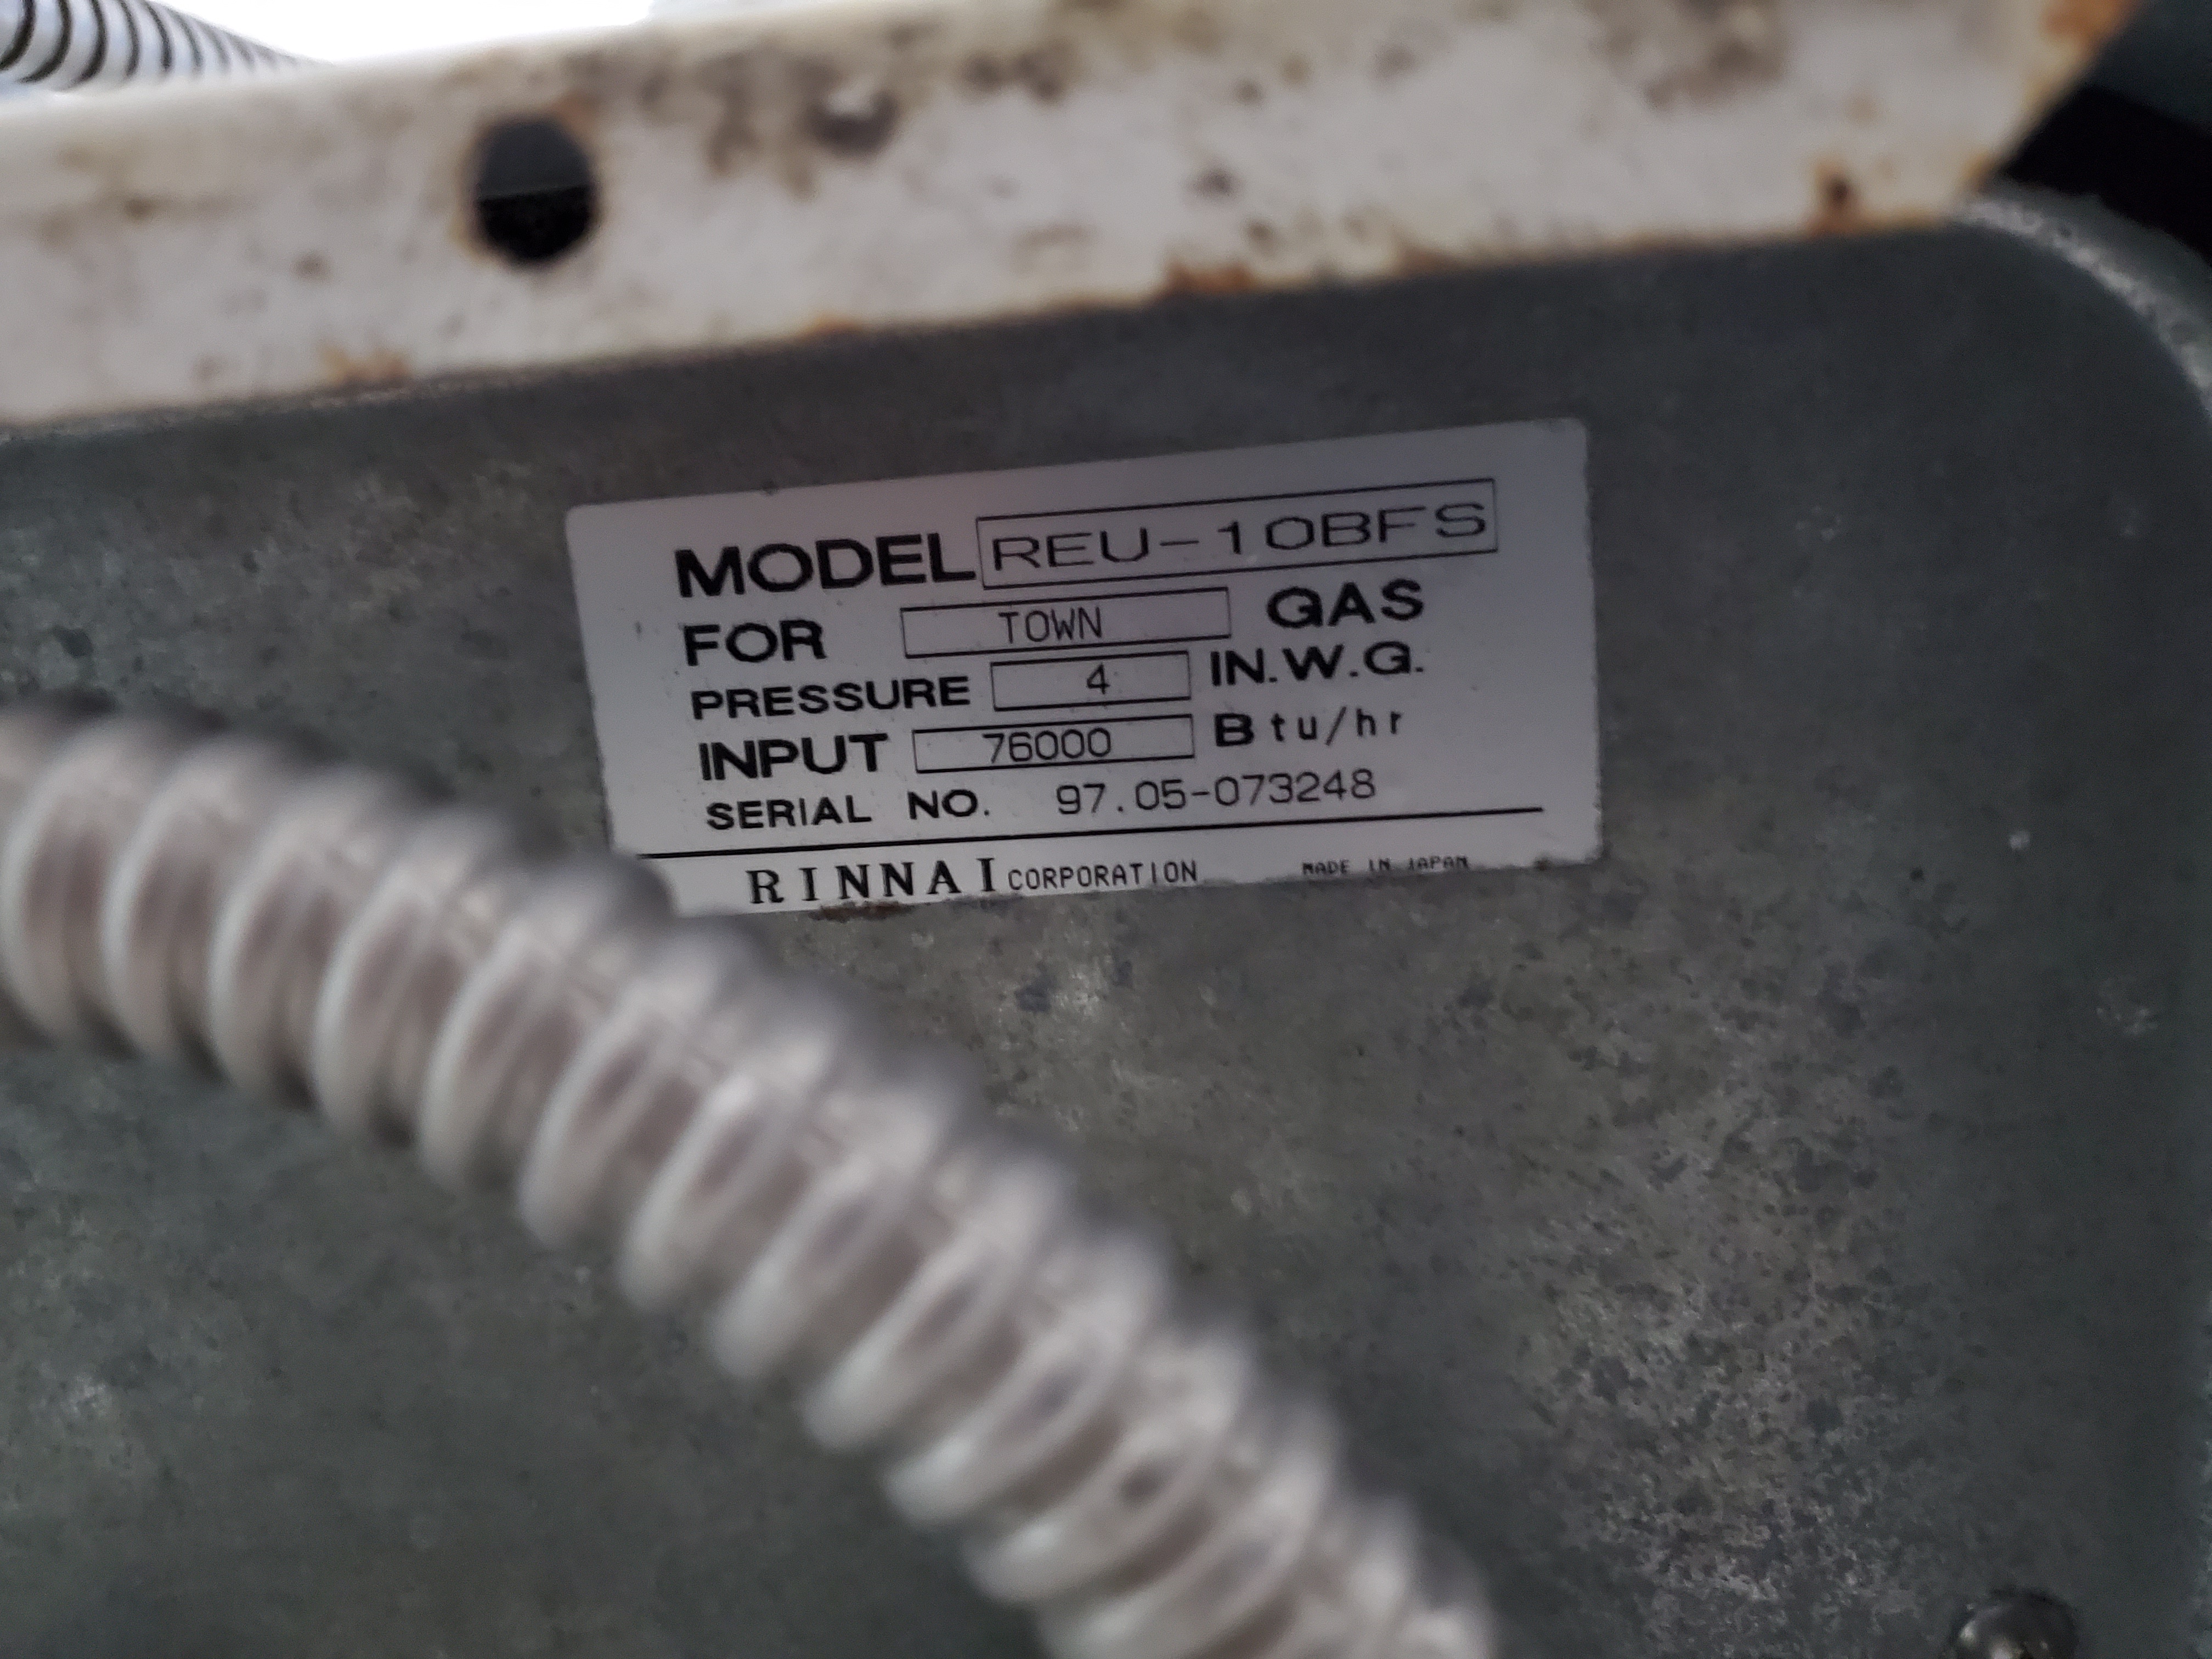 MODEL REU-10BFS
FOR TOWN GAS
PRESSURE 4 IN.W.G.
INPUT 76000 Btu/hr
SERIAL NO. 97.05-073248
RINNAI CORPORATION MADE IN JAPAN